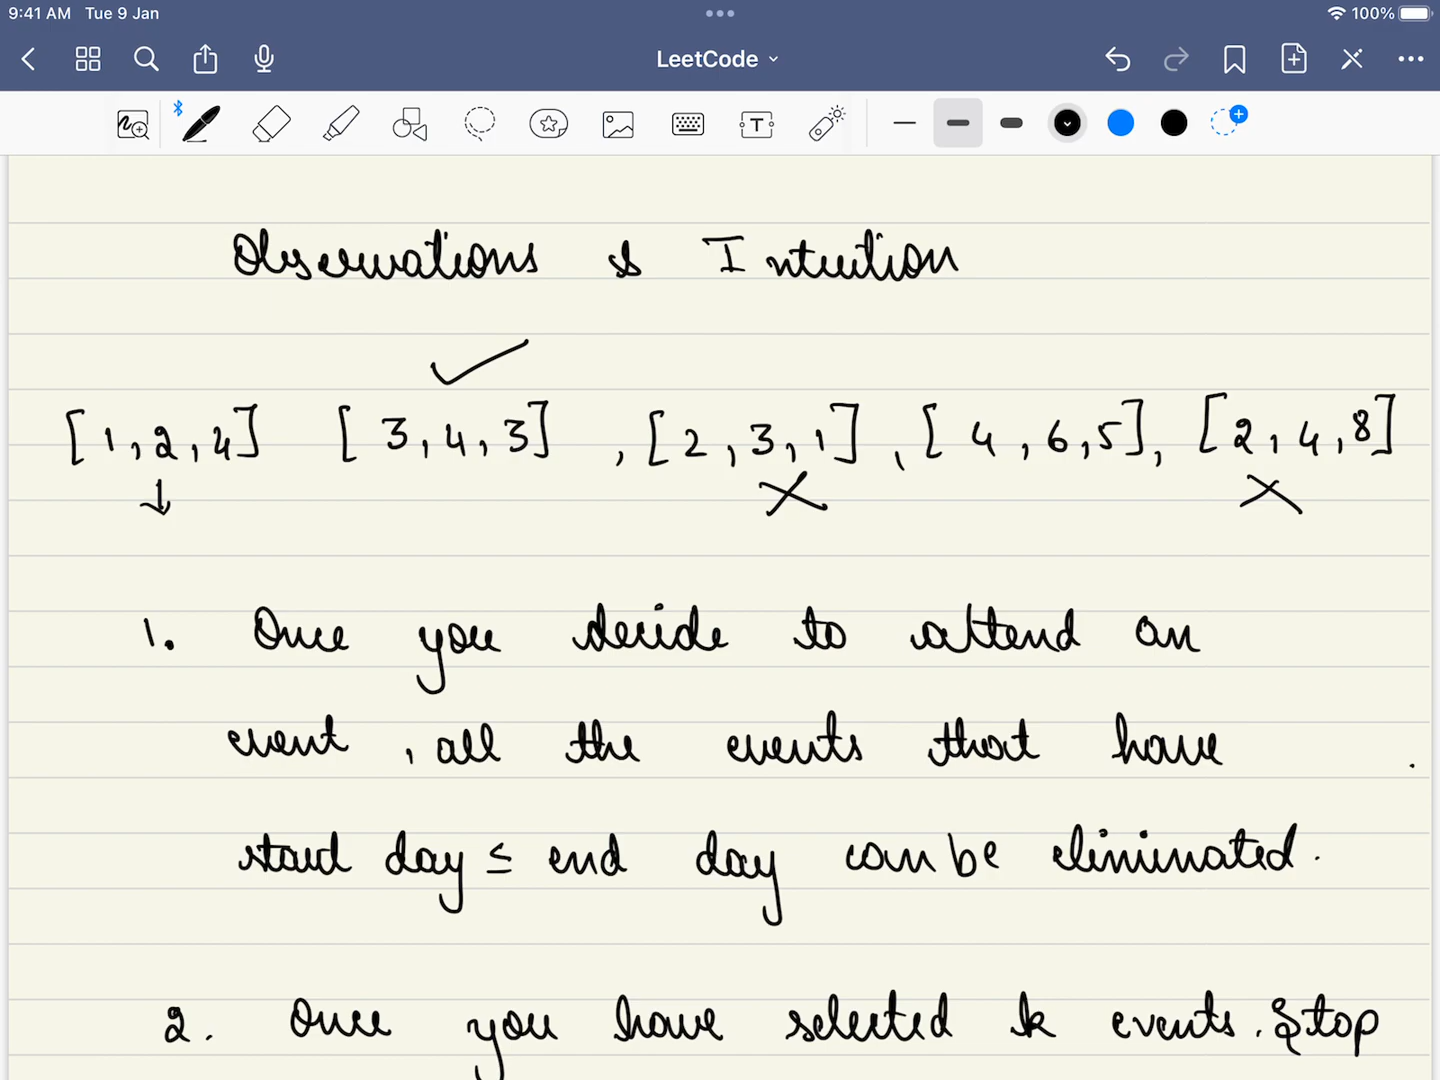 9:41 AM Tue 9 Jan 100%
LeetCode
Observations & Intuition
[1,2,4] [3,4,3] , [2,3,1] , [4,6,5], [2,4,8]
1. Once you decide to attend an
event , all the events that have
start day ≤ end day can be eliminated.
2. Once you have selected k events. Stop